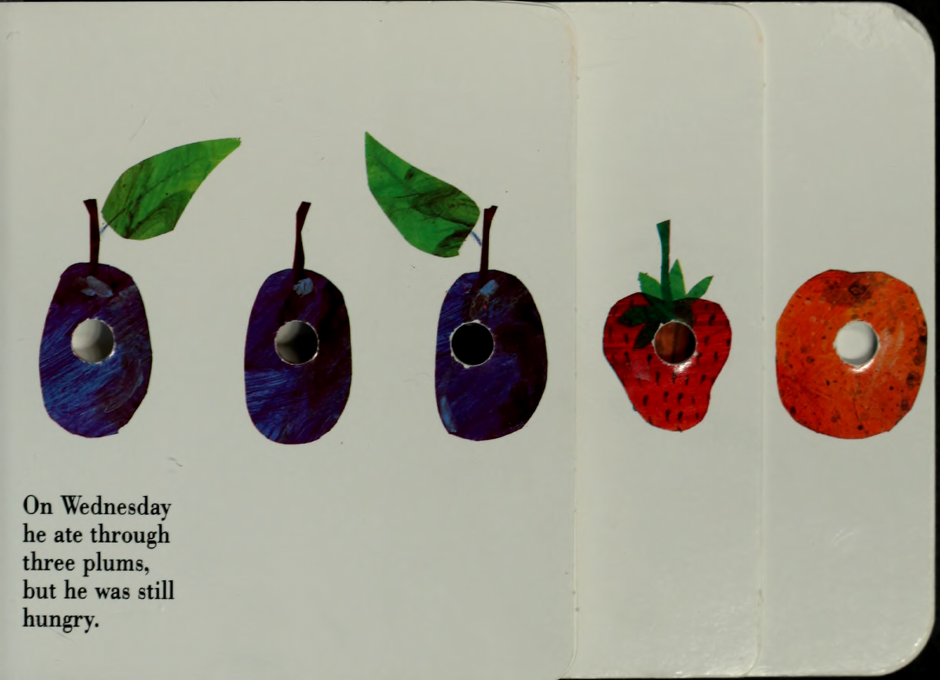 On Wednesday
he ate through
three plums,
but he was still
hungry.